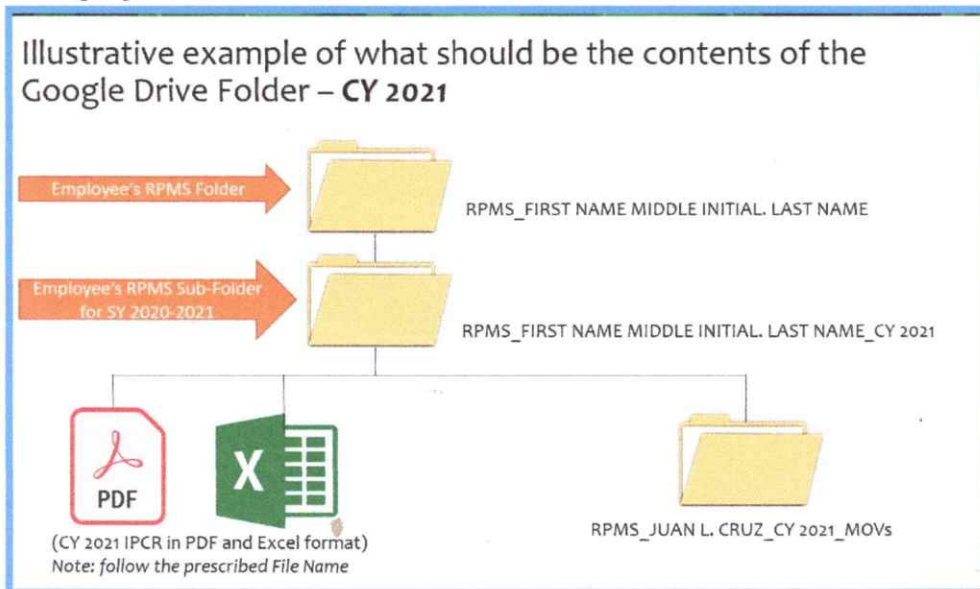 Illustrative example of what should be the contents of the
Google Drive Folder – CY 2021
Employee's RPMS Folder
RPMS_FIRST NAME MIDDLE INITIAL. LAST NAME
Employee's RPMS Sub-Folder
for SY 2020-2021
RPMS_FIRST NAME MIDDLE INITIAL. LAST NAME_CY 2021
PDF
X
(CY 2021 IPCR in PDF and Excel format)
Note: follow the prescribed File Name
RPMS_JUAN L. CRUZ_CY 2021_MOVs